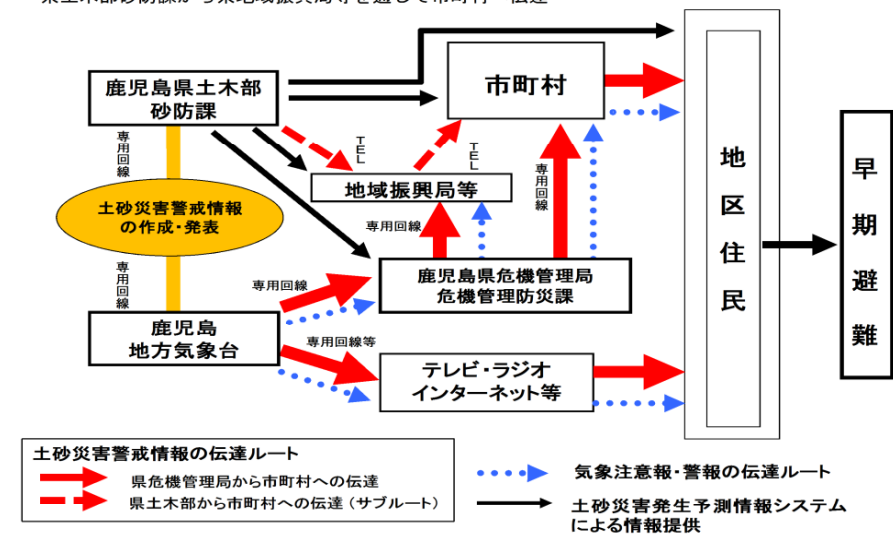 鹿児島県土木部
砂防課
市町村
専用回線
TEL
TEL
地域振興局等
専用回線
土砂災害警戒情報
の作成・発表
専用回線
専用回線
専用回線
鹿児島県危機管理局
危機管理防災課
鹿児島
地方気象台
専用回線等
テレビ・ラジオ
インターネット等
地区住民
早期避難
土砂災害警戒情報の伝達ルート
県危機管理局から市町村への伝達
県土木部から市町村への伝達（サブルート）
気象注意報・警報の伝達ルート
土砂災害発生予測情報システム
による情報提供